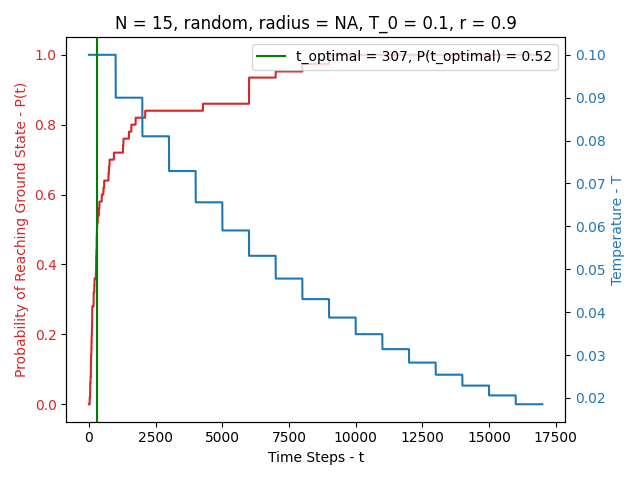 N = 15, random, radius = NA, T_0 = 0.1, r = 0.9
t_optimal = 307, P(t_optimal) = 0.52
Probability of Reaching Ground State - P(t)
1.0
0.8
0.6
0.4
0.2
0.0
0.10
0.09
0.08
0.07
0.06
0.05
0.04
0.03
0.02
Temperature - T
0 2500 5000 7500 10000 12500 15000 17500
Time Steps - t